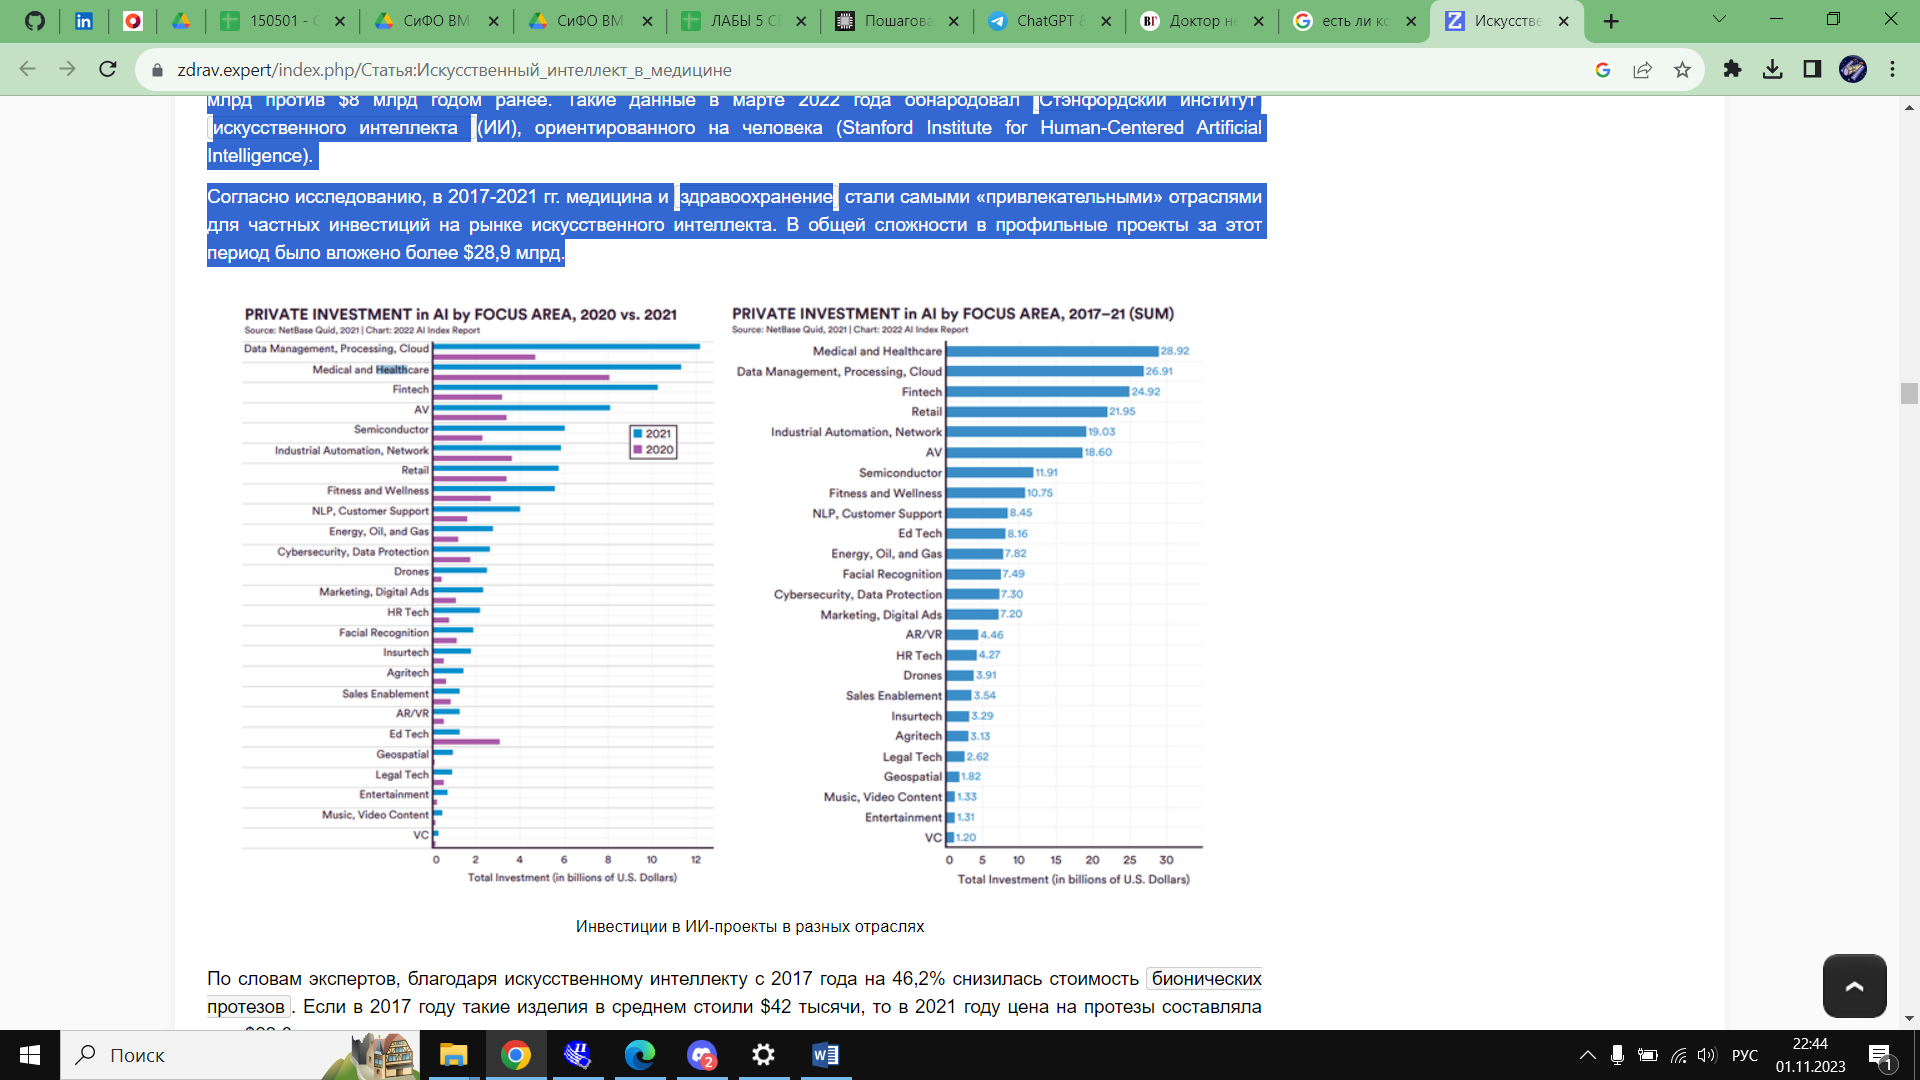 150501 - С
СиФО ВМ
СиФО ВМ
ЛАБЫ 5 СЕ
Пошагова
ChatGPT &
Доктор не
есть ли ко
Искусстве
zdrav.expert/index.php/Статья:Искусственный_интеллект_в_медицине
млрд против $8 млрд годом ранее. Такие данные в марте 2022 года обнародовал Стэнфордский институт
искусственного интеллекта (ИИ), ориентированного на человека (Stanford Institute for Human-Centered Artificial
Intelligence).
Согласно исследованию, в 2017-2021 гг. медицина и здравоохранение стали самыми «привлекательными» отраслями
для частных инвестиций на рынке искусственного интеллекта. В общей сложности в профильные проекты за этот
период было вложено более $28,9 млрд.
PRIVATE INVESTMENT in AI by FOCUS AREA, 2020 vs. 2021
Source: NetBase Quid, 2021 | Chart: 2022 AI Index Report
Data Management, Processing, Cloud
Medical and Healthcare
Fintech
AV
Semiconductor
Industrial Automation, Network
Retail
Fitness and Wellness
NLP, Customer Support
Energy, Oil, and Gas
Cybersecurity, Data Protection
Drones
Marketing, Digital Ads
HR Tech
Facial Recognition
Insurtech
Agritech
Sales Enablement
AR/VR
Ed Tech
Geospatial
Legal Tech
Entertainment
Music, Video Content
VC
2021
2020
0 2 4 6 8 10 12
Total Investment (in billions of U.S. Dollars)
PRIVATE INVESTMENT in AI by FOCUS AREA, 2017–21 (SUM)
Source: NetBase Quid, 2021 | Chart: 2022 AI Index Report
Medical and Healthcare 28.92
Data Management, Processing, Cloud 26.91
Fintech 24.92
Retail 21.95
Industrial Automation, Network 19.03
AV 18.60
Semiconductor 11.91
Fitness and Wellness 10.75
NLP, Customer Support 8.45
Ed Tech 8.16
Energy, Oil, and Gas 7.82
Facial Recognition 7.49
Cybersecurity, Data Protection 7.30
Marketing, Digital Ads 7.20
AR/VR 4.46
HR Tech 4.27
Drones 3.91
Sales Enablement 3.54
Insurtech 3.29
Agritech 3.13
Legal Tech 2.62
Geospatial 1.82
Music, Video Content 1.33
Entertainment 1.31
VC 1.20
0 5 10 15 20 25 30
Total Investment (in billions of U.S. Dollars)
Инвестиции в ИИ-проекты в разных отраслях
По словам экспертов, благодаря искусственному интеллекту с 2017 года на 46,2% снизилась стоимость бионических
протезов . Если в 2017 году такие изделия в среднем стоили $42 тысячи, то в 2021 году цена на протезы составляла
Поиск
2
РУС
22:44
01.11.2023
1